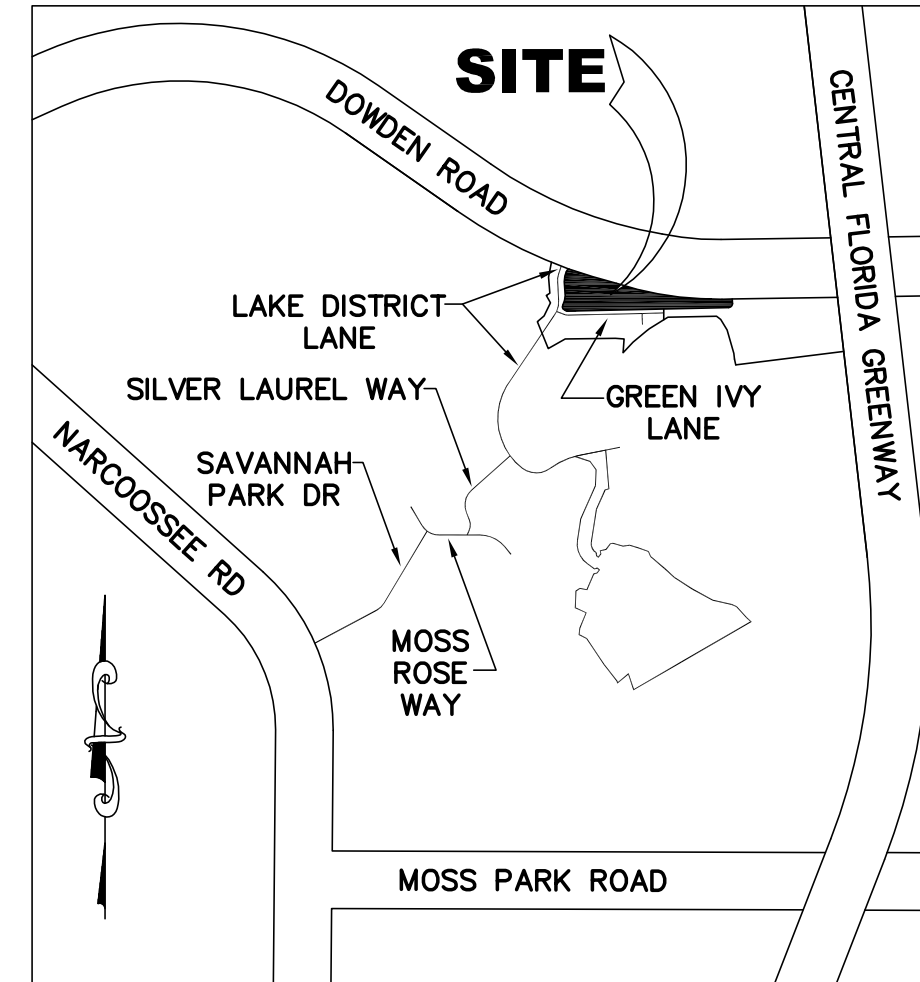 SITE
DOWDEN ROAD
CENTRAL FLORIDA GREENWAY
LAKE DISTRICT
LANE
SILVER LAUREL WAY
GREEN IVY
LANE
NARCOOSSEE RD
SAVANNAH
PARK DR
MOSS
ROSE
WAY
MOSS PARK ROAD